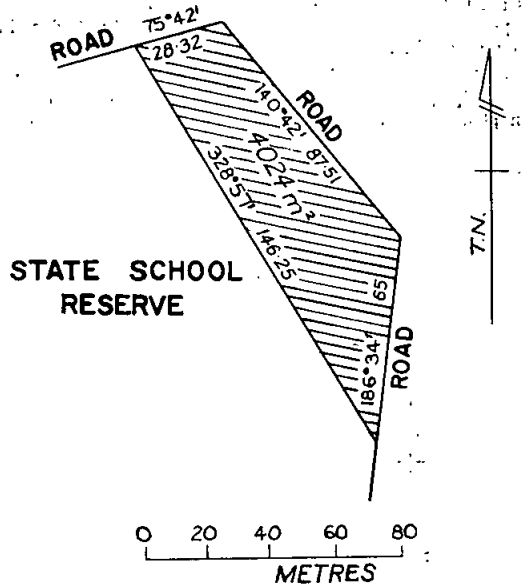 75°42'
ROAD
28·32
ROAD
140°42' 87·51
4024 m²
328°57' 146·25
STATE SCHOOL
RESERVE
65
186°34'
ROAD
T.N.
0 20 40 60 80
METRES